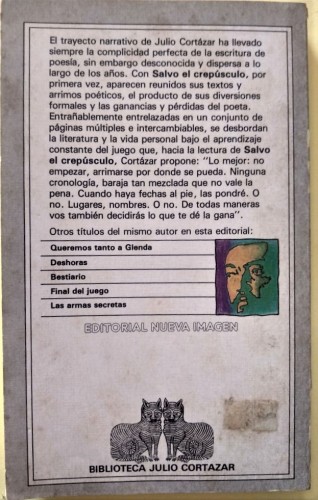 El trayecto narrativo de Julio Cortázar ha llevado
siempre la complicidad perfecta de la escritura de
poesía, sin embargo desconocida y dispersa a lo
largo de los años. Con Salvo el crepúsculo, por
primera vez, aparecen reunidos sus textos y
arrimos poéticos, el producto de sus diversiones
formales y las ganancias y pérdidas del poeta.
Entrañablemente entrelazadas en un conjunto de
páginas múltiples e intercambiables, se desbordan
la literatura y la vida personal bajo el aprendizaje
constante del juego que, hacia la lectura de Salvo
el crepúsculo, Cortázar propone: "Lo mejor: no
empezar, arrimarse por donde se pueda. Ninguna
cronología, baraja tan mezclada que no vale la
pena. Cuando haya fechas al pie, las pondré. O
no. Lugares, nombres. O no. De todas maneras
vos también decidirás lo que te dé la gana".
Otros títulos del mismo autor en esta editorial:
Queremos tanto a Glenda
Deshoras
Bestiario
Final del juego
Las armas secretas
EDITORIAL NUEVA IMAGEN
BIBLIOTECA JULIO CORTAZAR